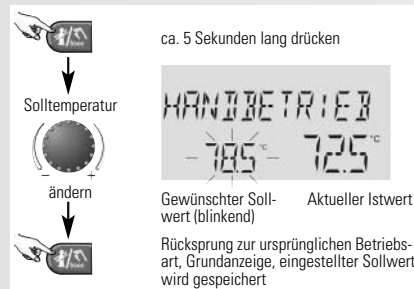 ca. 5 Sekunden lang drücken
Solltemperatur
HANDBETRIEB
78.5 °C
72.5 °C
– +
ändern
Gewünschter Soll-
wert (blinkend)
Aktueller Istwert
Rücksprung zur ursprünglichen Betriebs-
art, Grundanzeige, eingestellter Sollwert
wird gespeichert